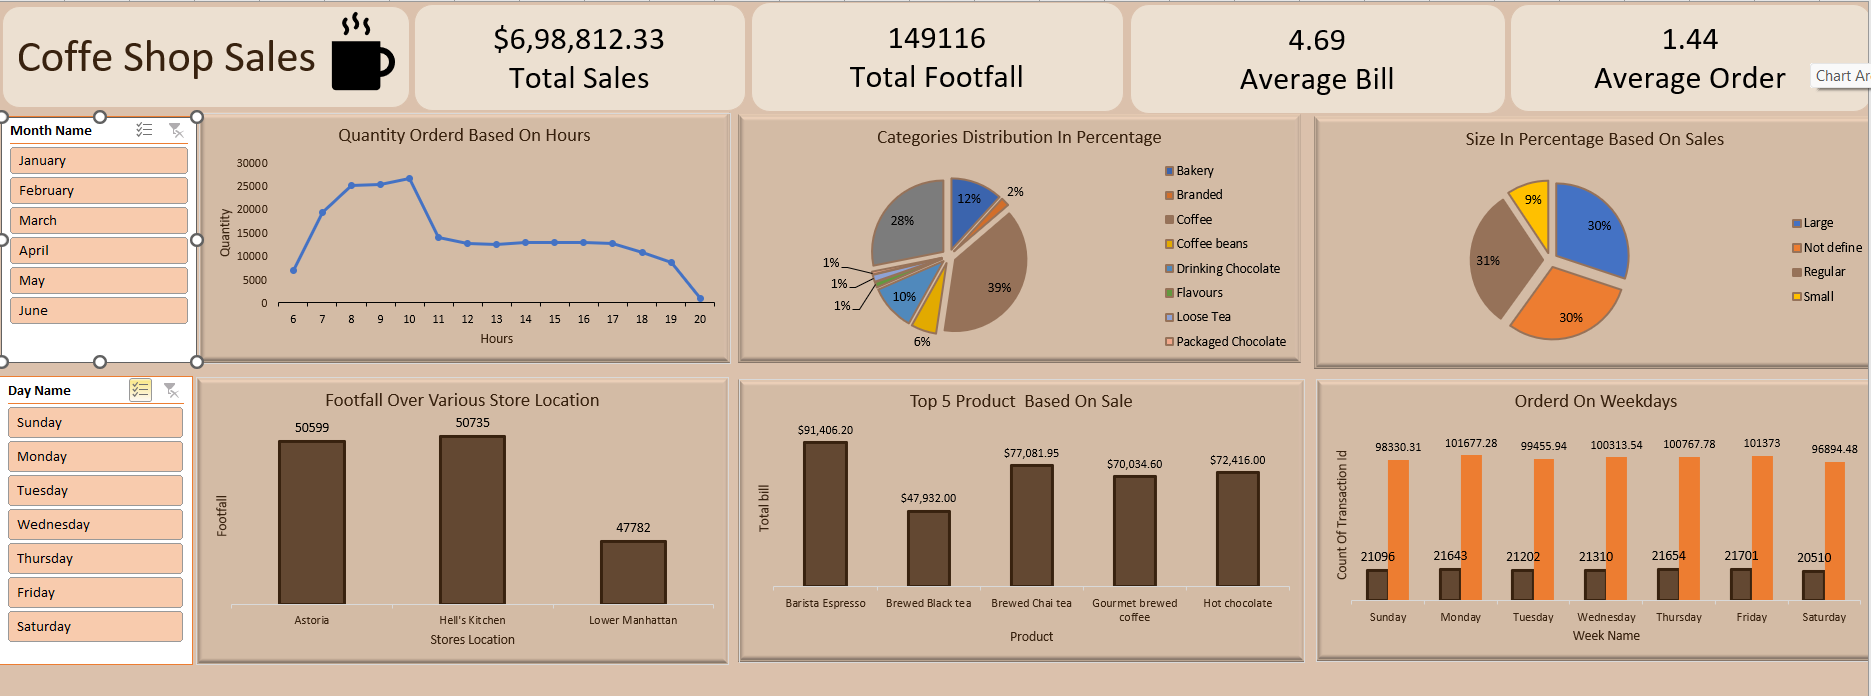 Coffe Shop Sales
$6,98,812.33
Total Sales
149116
Total Footfall
4.69
Average Bill
1.44
Average Order
Chart Ar
Month Name
January
February
March
April
May
June
Quantity Orderd Based On Hours
Quantity
30000
25000
20000
15000
10000
5000
0
6 7 8 9 10 11 12 13 14 15 16 17 18 19 20
Hours
Categories Distribution In Percentage
12%
2%
39%
6%
10%
1%
1%
1%
28%
Bakery
Branded
Coffee
Coffee beans
Drinking Chocolate
Flavours
Loose Tea
Packaged Chocolate
Size In Percentage Based On Sales
30%
30%
31%
9%
Large
Not define
Regular
Small
Day Name
Sunday
Monday
Tuesday
Wednesday
Thursday
Friday
Saturday
Footfall Over Various Store Location
Footfall
50599 50735 47782
Astoria Hell's Kitchen Lower Manhattan
Stores Location
Top 5 Product  Based On Sale
Total bill
$91,406.20 $47,932.00 $77,081.95 $70,034.60 $72,416.00
Barista Espresso Brewed Black tea Brewed Chai tea Gourmet brewed Hot chocolate
coffee
Product
Orderd On Weekdays
Count Of Transaction Id
98330.31 101677.28 99455.94 100313.54 100767.78 101373 96894.48
21096 21643 21202 21310 21654 21701 20510
Sunday Monday Tuesday Wednesday Thursday Friday Saturday
Week Name